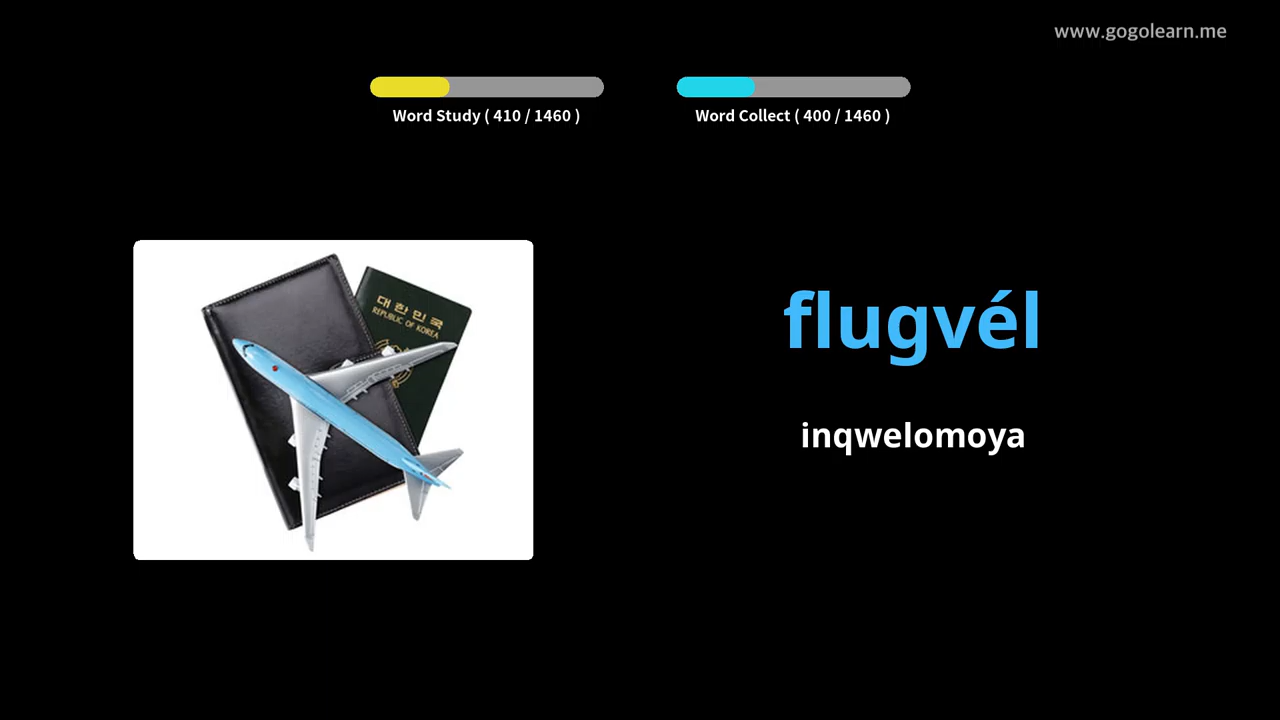 www.gogolearn.me
Word Study ( 410 / 1460 )
Word Collect ( 400 / 1460 )
대한민국
REPUBLIC OF KOREA
flugvél
inqwelomoya